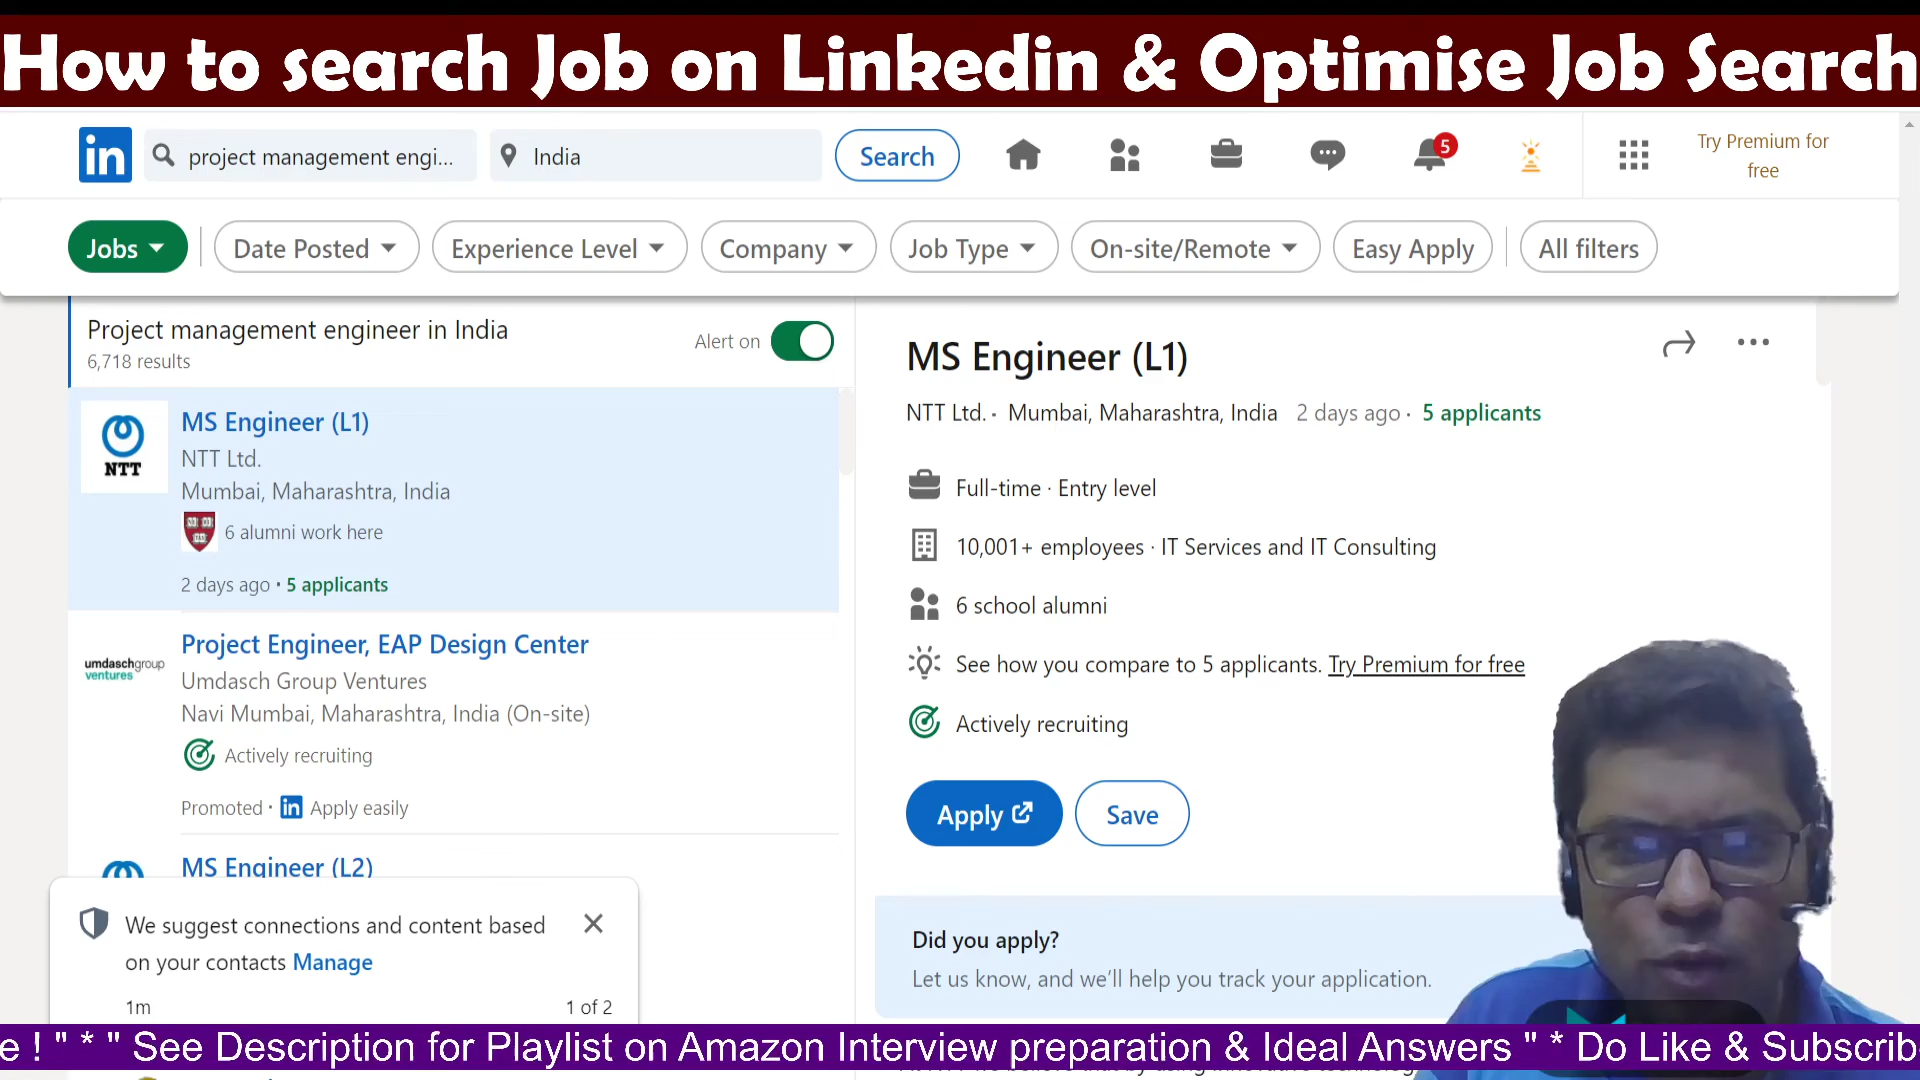 How to search Job on Linkedin & Optimise Job Search
in
project management engi...
India
Search
5
Try Premium for
free
Jobs
Date Posted
Experience Level
Company
Job Type
On-site/Remote
Easy Apply
All filters
Project management engineer in India
6,718 results
Alert on
NTT
MS Engineer (L1)
NTT Ltd.
Mumbai, Maharashtra, India
6 alumni work here
2 days ago · 5 applicants
umdaschgroup
ventures
Project Engineer, EAP Design Center
Umdasch Group Ventures
Navi Mumbai, Maharashtra, India (On-site)
Actively recruiting
Promoted · in Apply easily
MS Engineer (L2)
We suggest connections and content based
on your contacts Manage
1m
1 of 2
MS Engineer (L1)
NTT Ltd. · Mumbai, Maharashtra, India 2 days ago · 5 applicants
Full-time · Entry level
10,001+ employees · IT Services and IT Consulting
6 school alumni
See how you compare to 5 applicants. Try Premium for free
Actively recruiting
Apply
Save
Did you apply?
Let us know, and we'll help you track your application.
e ! " * " See Description for Playlist on Amazon Interview preparation & Ideal Answers " * Do Like & Subscrib